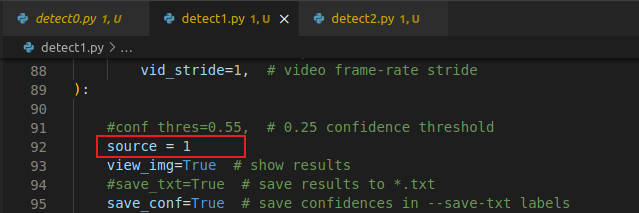 detect0.py 1, U detect1.py 1, U × detect2.py 1, U
detect1.py > ...
88 vid_stride=1, # video frame-rate stride
89 ):
90
91 #conf_thres=0.55, # 0.25 confidence threshold
92 source = 1
93 view_img=True # show results
94 #save_txt=True # save results to *.txt
95 save_conf=True # save confidences in --save-txt labels